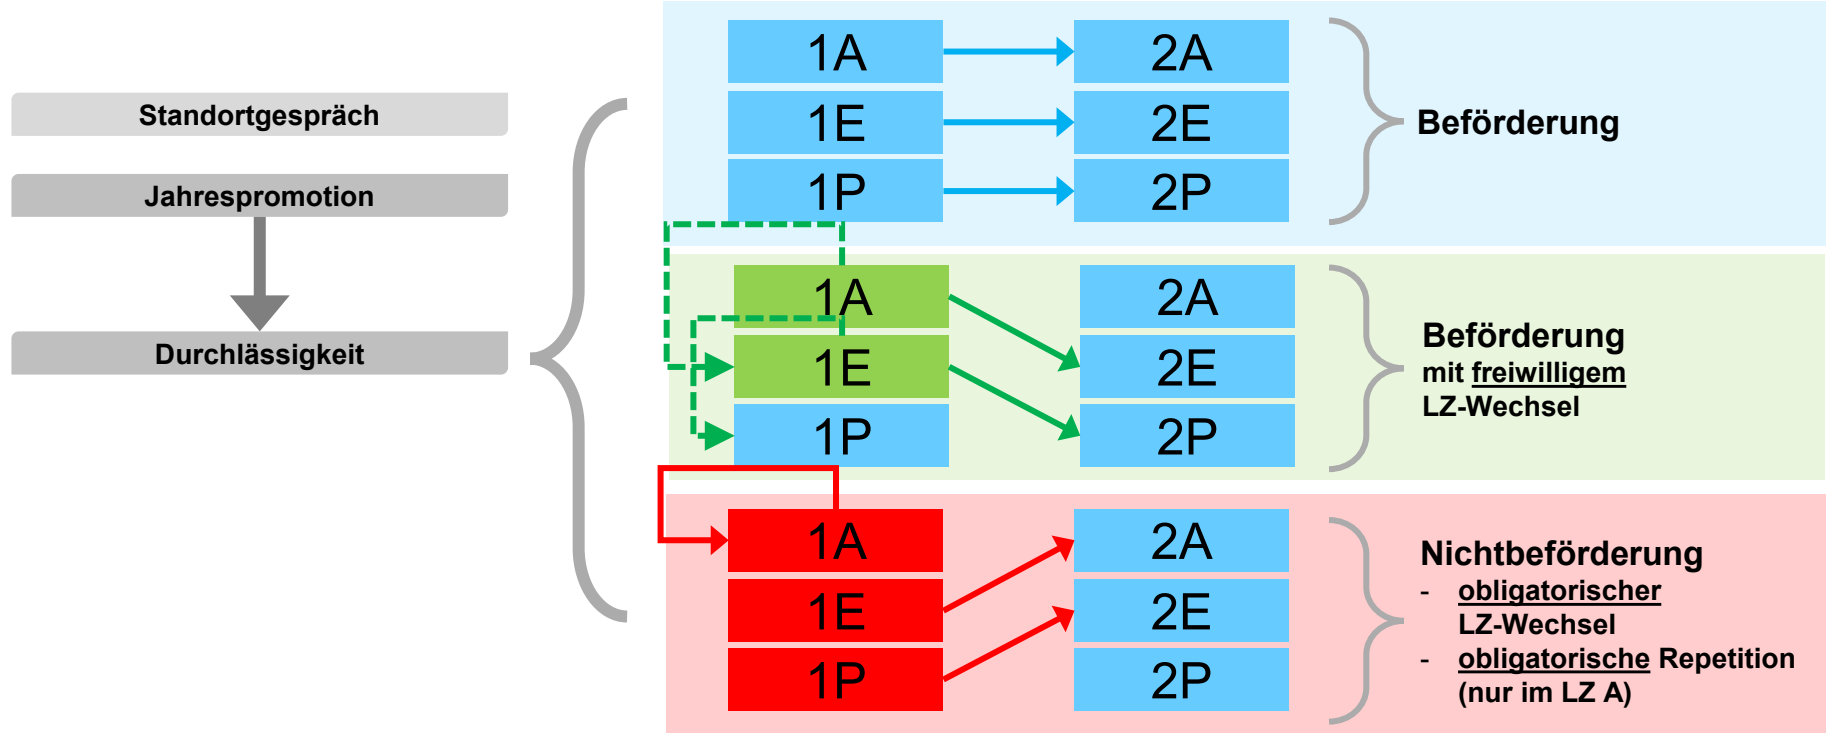 Standortgespräch
Jahrespromotion
Durchlässigkeit
1A 2A
1E 2E
1P 2P
Beförderung
1A 2A
1E 2E
1P 2P
Beförderung
mit freiwilligem
LZ-Wechsel
1A 2A
1E 2E
1P 2P
Nichtbeförderung
- obligatorischer
LZ-Wechsel
- obligatorische Repetition
(nur im LZ A)